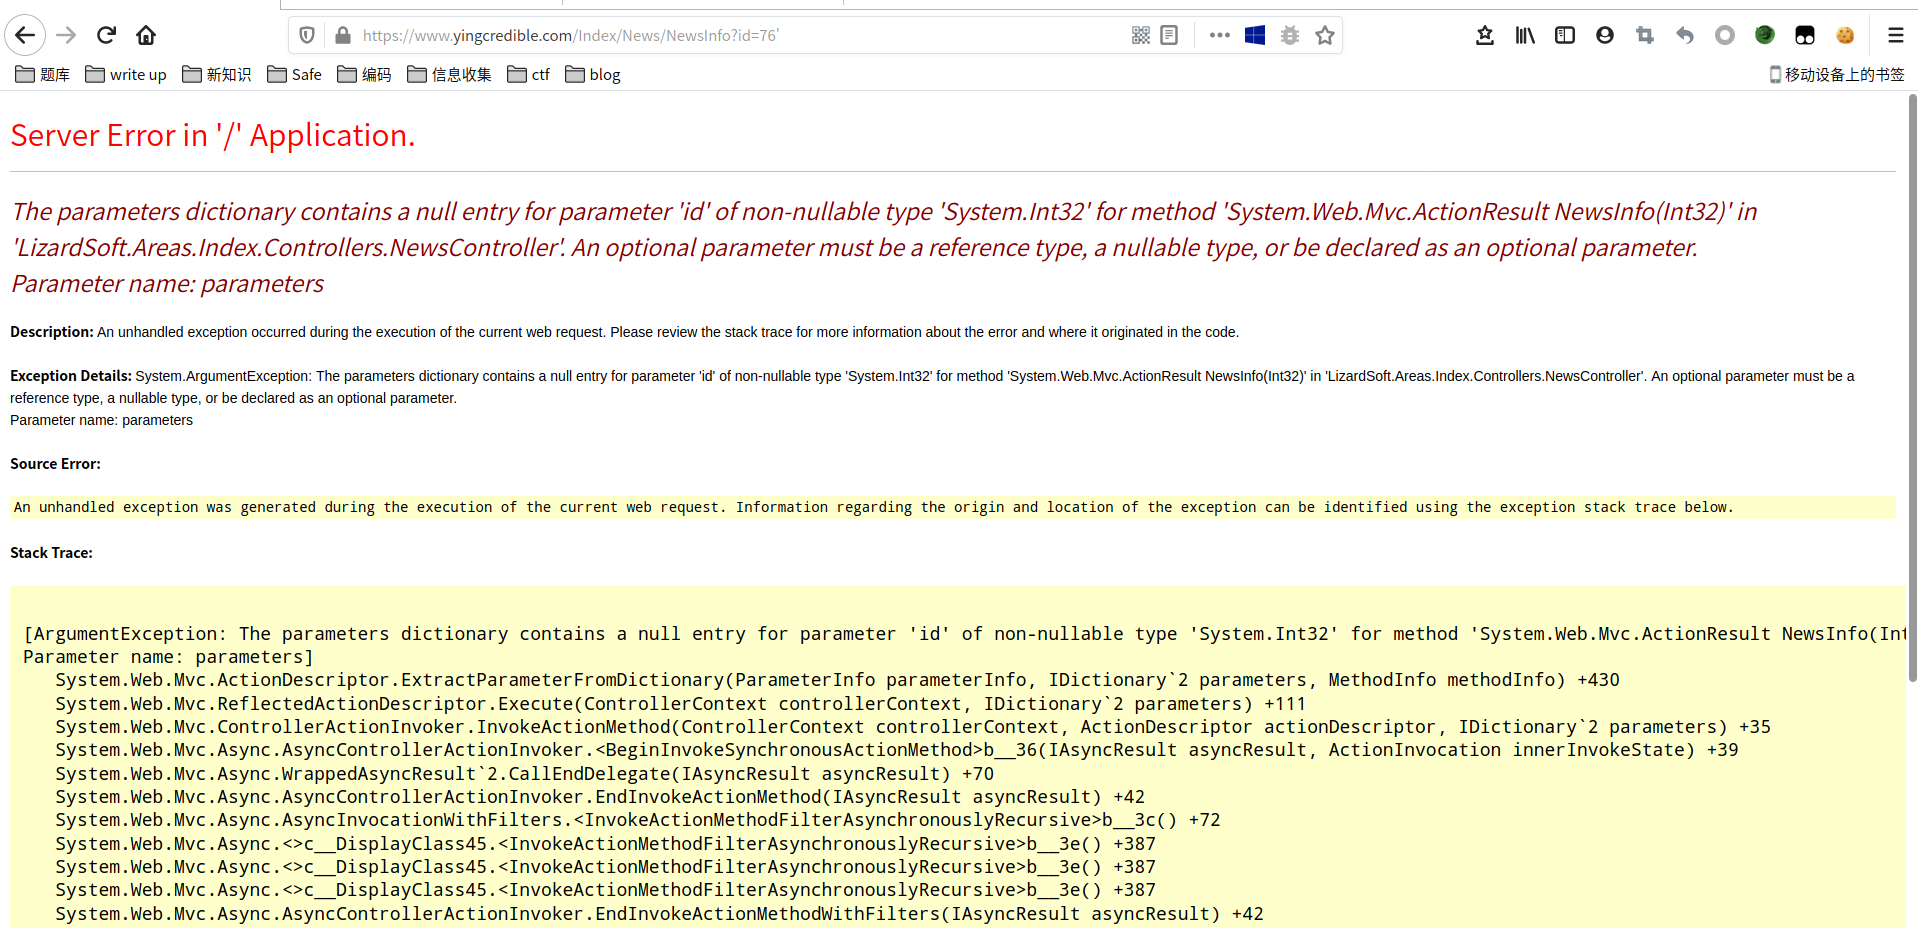 https://www.yingcredible.com/Index/News/NewsInfo?id=76'
题库 write up 新知识 Safe 编码 信息收集 ctf blog 移动设备上的书签
Server Error in '/' Application.
The parameters dictionary contains a null entry for parameter 'id' of non-nullable type 'System.Int32' for method 'System.Web.Mvc.ActionResult NewsInfo(Int32)' in
'LizardSoft.Areas.Index.Controllers.NewsController'. An optional parameter must be a reference type, a nullable type, or be declared as an optional parameter.
Parameter name: parameters
Description: An unhandled exception occurred during the execution of the current web request. Please review the stack trace for more information about the error and where it originated in the code.
Exception Details: System.ArgumentException: The parameters dictionary contains a null entry for parameter 'id' of non-nullable type 'System.Int32' for method 'System.Web.Mvc.ActionResult NewsInfo(Int32)' in 'LizardSoft.Areas.Index.Controllers.NewsController'. An optional parameter must be a
reference type, a nullable type, or be declared as an optional parameter.
Parameter name: parameters
Source Error:
An unhandled exception was generated during the execution of the current web request. Information regarding the origin and location of the exception can be identified using the exception stack trace below.
Stack Trace:
[ArgumentException: The parameters dictionary contains a null entry for parameter 'id' of non-nullable type 'System.Int32' for method 'System.Web.Mvc.ActionResult NewsInfo(Int
Parameter name: parameters]
System.Web.Mvc.ActionDescriptor.ExtractParameterFromDictionary(ParameterInfo parameterInfo, IDictionary`2 parameters, MethodInfo methodInfo) +430
System.Web.Mvc.ReflectedActionDescriptor.Execute(ControllerContext controllerContext, IDictionary`2 parameters) +111
System.Web.Mvc.ControllerActionInvoker.InvokeActionMethod(ControllerContext controllerContext, ActionDescriptor actionDescriptor, IDictionary`2 parameters) +35
System.Web.Mvc.Async.AsyncControllerActionInvoker.<BeginInvokeSynchronousActionMethod>b__36(IAsyncResult asyncResult, ActionInvocation innerInvokeState) +39
System.Web.Mvc.Async.WrappedAsyncResult`2.CallEndDelegate(IAsyncResult asyncResult) +70
System.Web.Mvc.Async.AsyncControllerActionInvoker.EndInvokeActionMethod(IAsyncResult asyncResult) +42
System.Web.Mvc.Async.AsyncInvocationWithFilters.<InvokeActionMethodFilterAsynchronouslyRecursive>b__3c() +72
System.Web.Mvc.Async.<>c__DisplayClass45.<InvokeActionMethodFilterAsynchronouslyRecursive>b__3e() +387
System.Web.Mvc.Async.<>c__DisplayClass45.<InvokeActionMethodFilterAsynchronouslyRecursive>b__3e() +387
System.Web.Mvc.Async.<>c__DisplayClass45.<InvokeActionMethodFilterAsynchronouslyRecursive>b__3e() +387
System.Web.Mvc.Async.AsyncControllerActionInvoker.EndInvokeActionMethodWithFilters(IAsyncResult asyncResult) +42